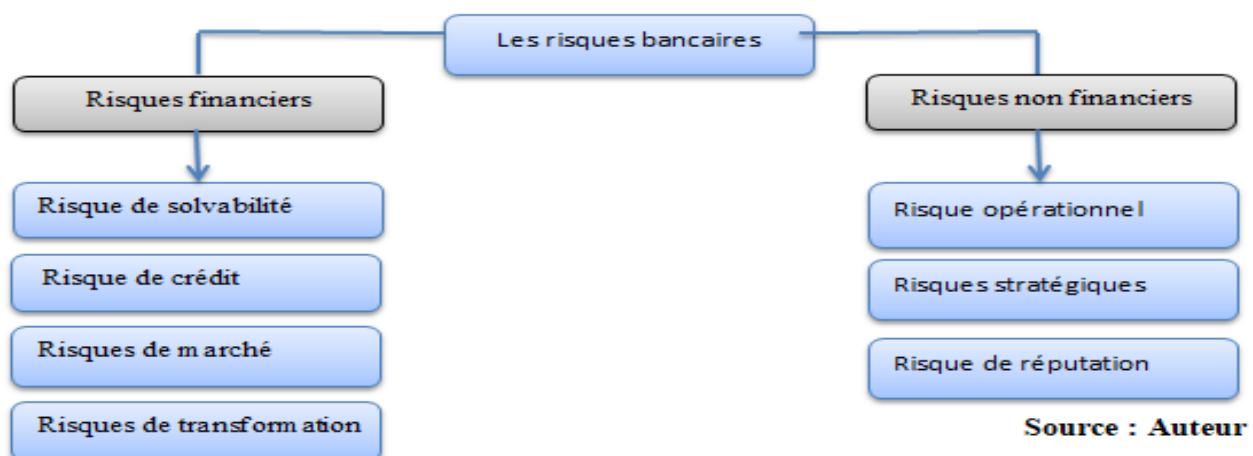 Les risques bancaires
Risques financiers
Risque de solvabilité
Risque de crédit
Risques de marché
Risques de transformation
Risques non financiers
Risque opérationnel
Risques stratégiques
Risque de réputation
Source : Auteur